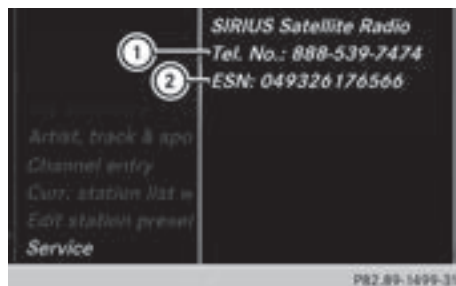 SIRIUS Satellite Radio
① Tel. No.: 888-539-7474
② ESN: 049326176566
Artist, track & spo
Channel entry
Curr. station list
Edit station preset
Service
P82.89-1499-31